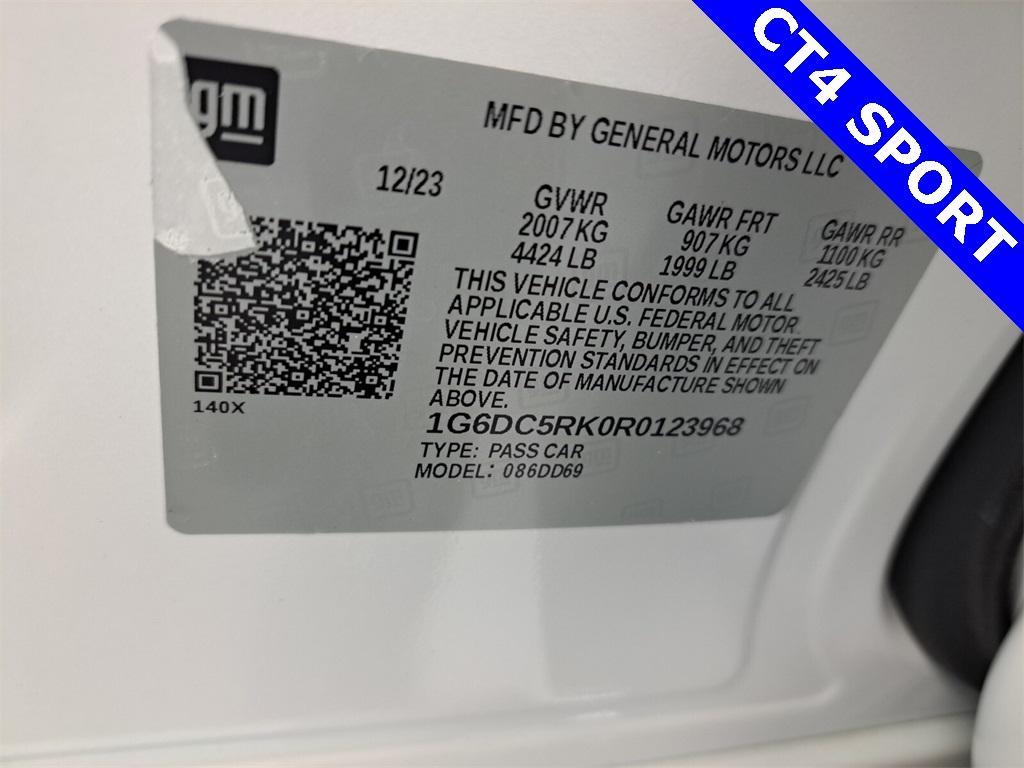 CT4 SPORT
gm
MFD BY GENERAL MOTORS LLC
12/23
GVWR
2007 KG
4424 LB
GAWR FRT
907 KG
1999 LB
GAWR RR
1100 KG
2425 LB
THIS VEHICLE CONFORMS TO ALL
APPLICABLE U.S. FEDERAL MOTOR
VEHICLE SAFETY, BUMPER, AND THEFT
PREVENTION STANDARDS IN EFFECT ON
THE DATE OF MANUFACTURE SHOWN
ABOVE.
140X
1G6DC5RK0R0123968
TYPE: PASS CAR
MODEL: 086DD69